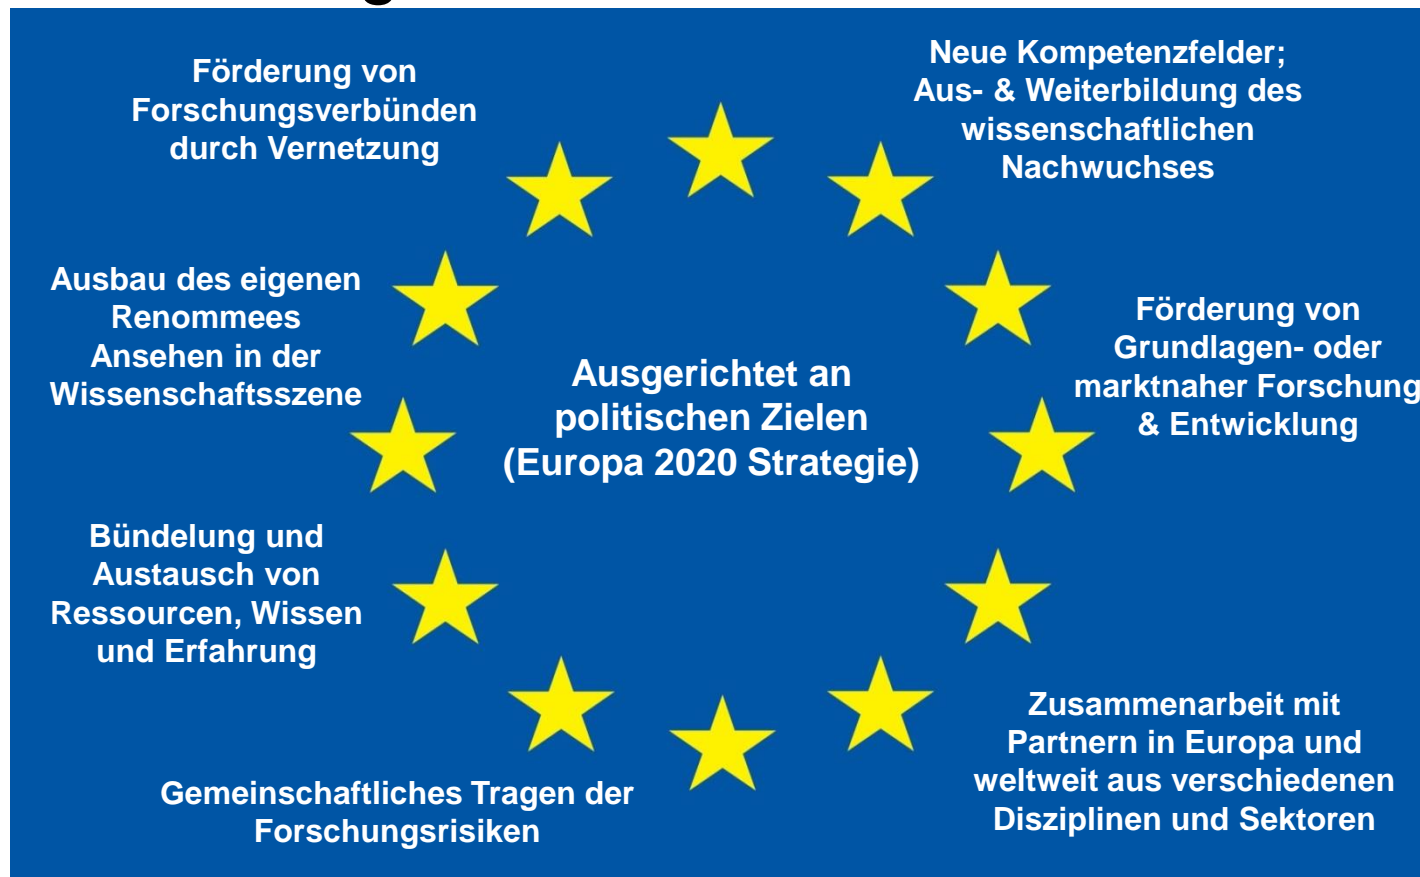 Förderung von
Forschungsverbünden
durch Vernetzung
Neue Kompetenzfelder;
Aus- & Weiterbildung des
wissenschaftlichen
Nachwuchses
Ausbau des eigenen
Renommees
Ansehen in der
Wissenschaftsszene
Förderung von
Grundlagen- oder
marktnaher Forschung
& Entwicklung
Ausgerichtet an
politischen Zielen
(Europa 2020 Strategie)
Bündelung und
Austausch von
Ressourcen, Wissen
und Erfahrung
Zusammenarbeit mit
Partnern in Europa und
weltweit aus verschiedenen
Disziplinen und Sektoren
Gemeinschaftliches Tragen der
Forschungsrisiken